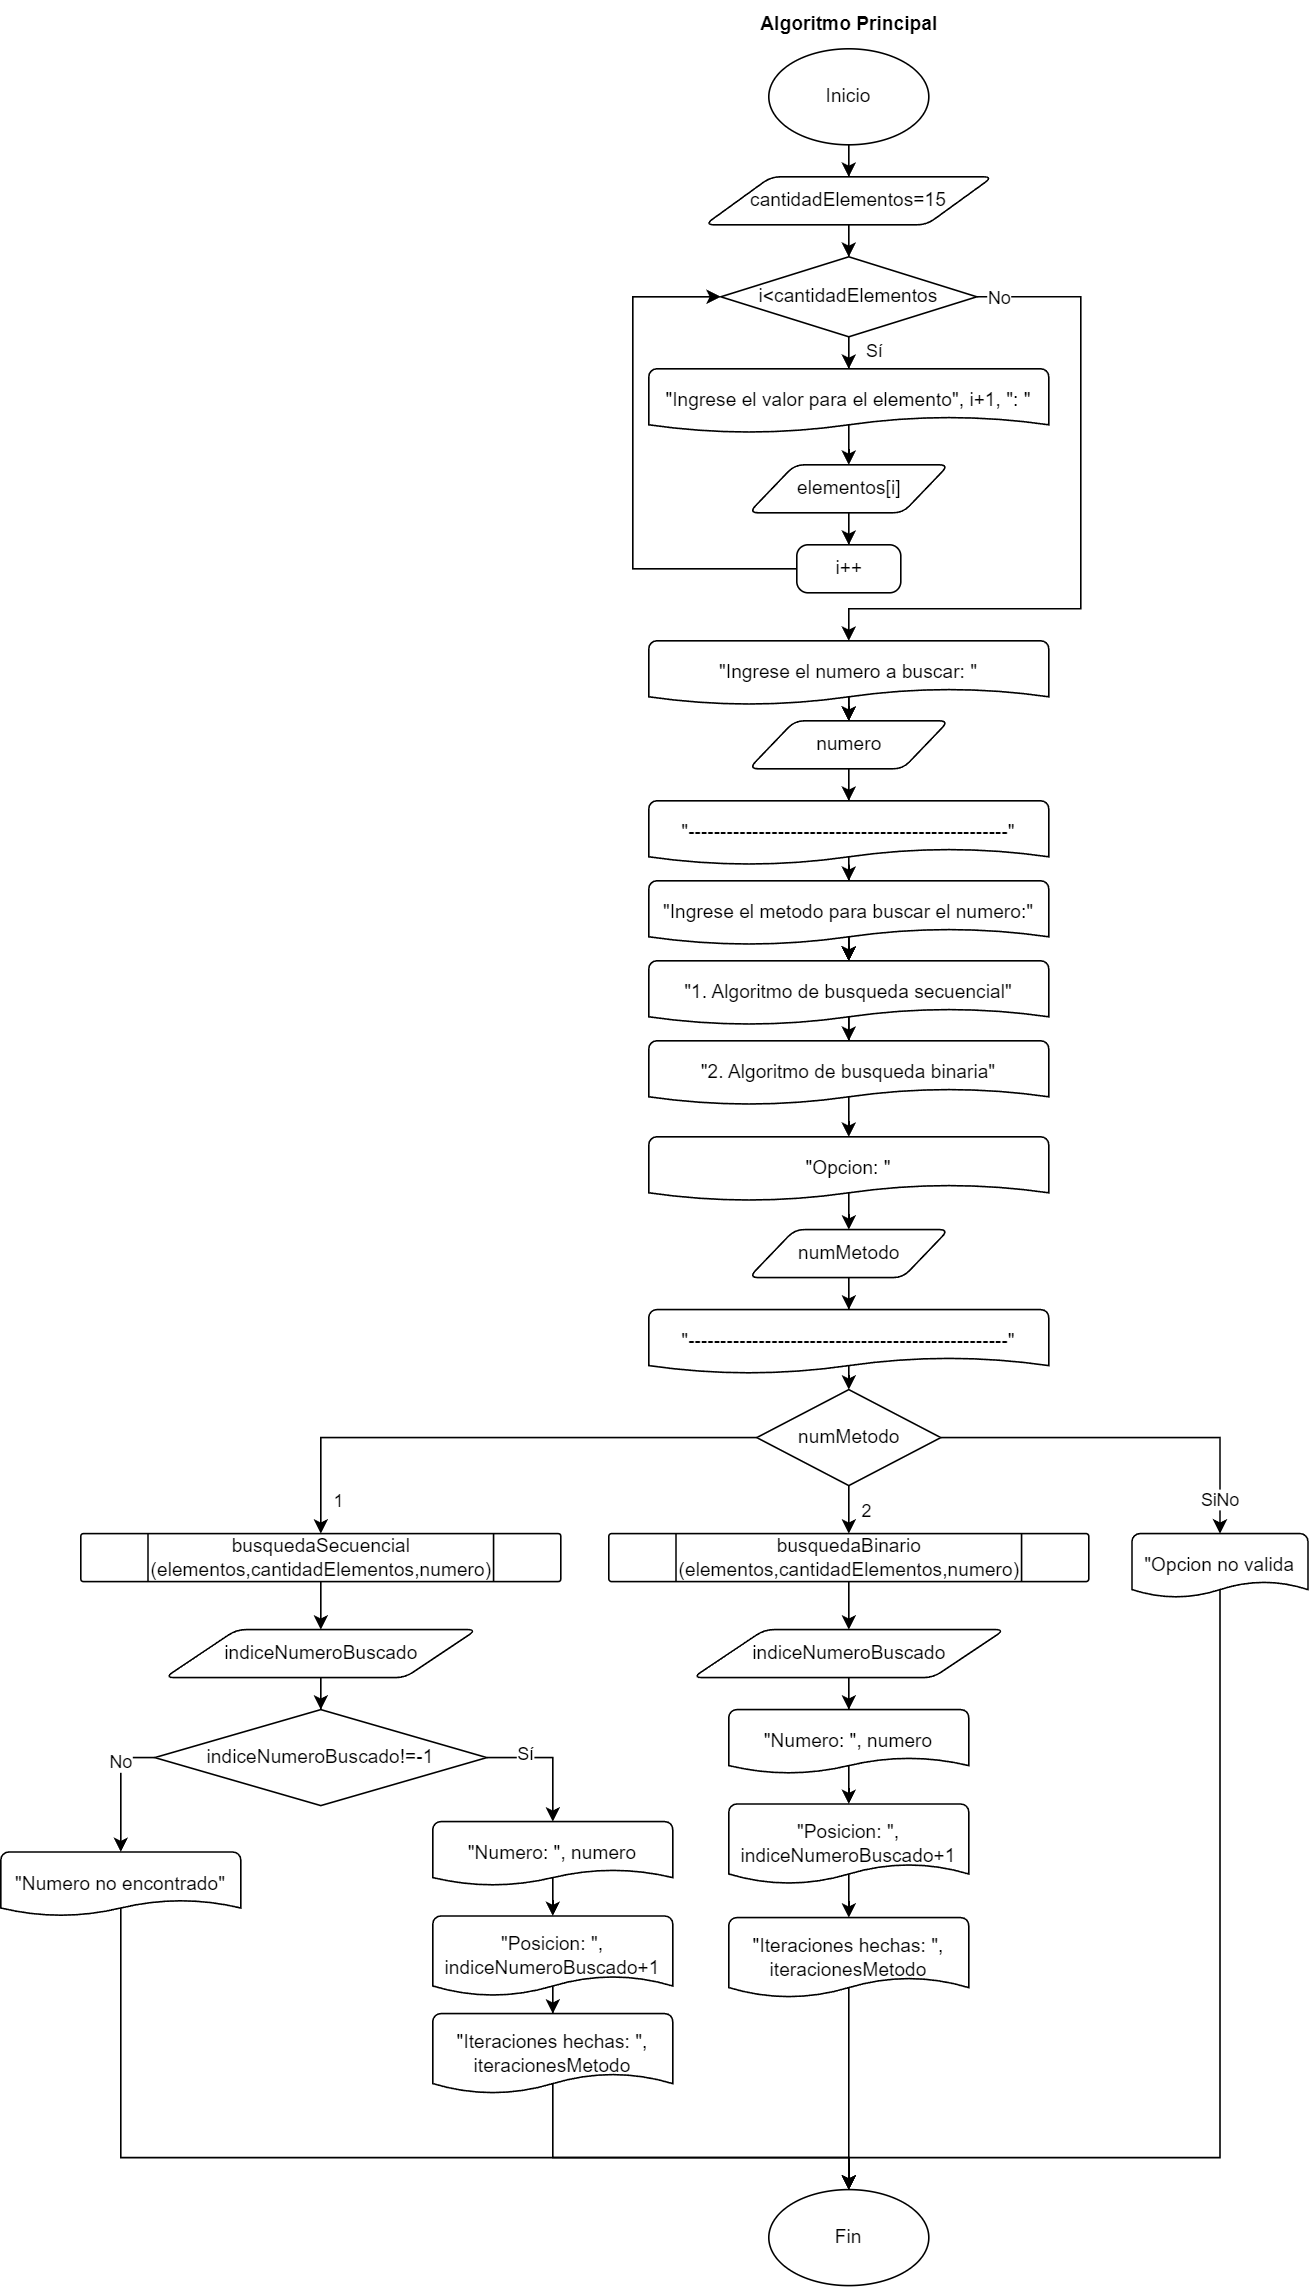 Algoritmo Principal
Inicio
cantidadElementos=15
i<cantidadElementos
No
Sí
"Ingrese el valor para el elemento", i+1, ": "
elementos[i]
i++
"Ingrese el numero a buscar: "
numero
"---------------------------------------------------"
"Ingrese el metodo para buscar el numero:"
"1. Algoritmo de busqueda secuencial"
"2. Algoritmo de busqueda binaria"
"Opcion: "
numMetodo
"---------------------------------------------------"
numMetodo
1
2
SiNo
busquedaSecuencial
(elementos,cantidadElementos,numero)
busquedaBinario
(elementos,cantidadElementos,numero)
"Opcion no valida
indiceNumeroBuscado
indiceNumeroBuscado
indiceNumeroBuscado!=-1
No
Sí
"Numero: ", numero
"Posicion: ",
indiceNumeroBuscado+1
"Iteraciones hechas: ",
iteracionesMetodo
"Numero no encontrado"
"Numero: ", numero
"Posicion: ",
indiceNumeroBuscado+1
"Iteraciones hechas: ",
iteracionesMetodo
Fin